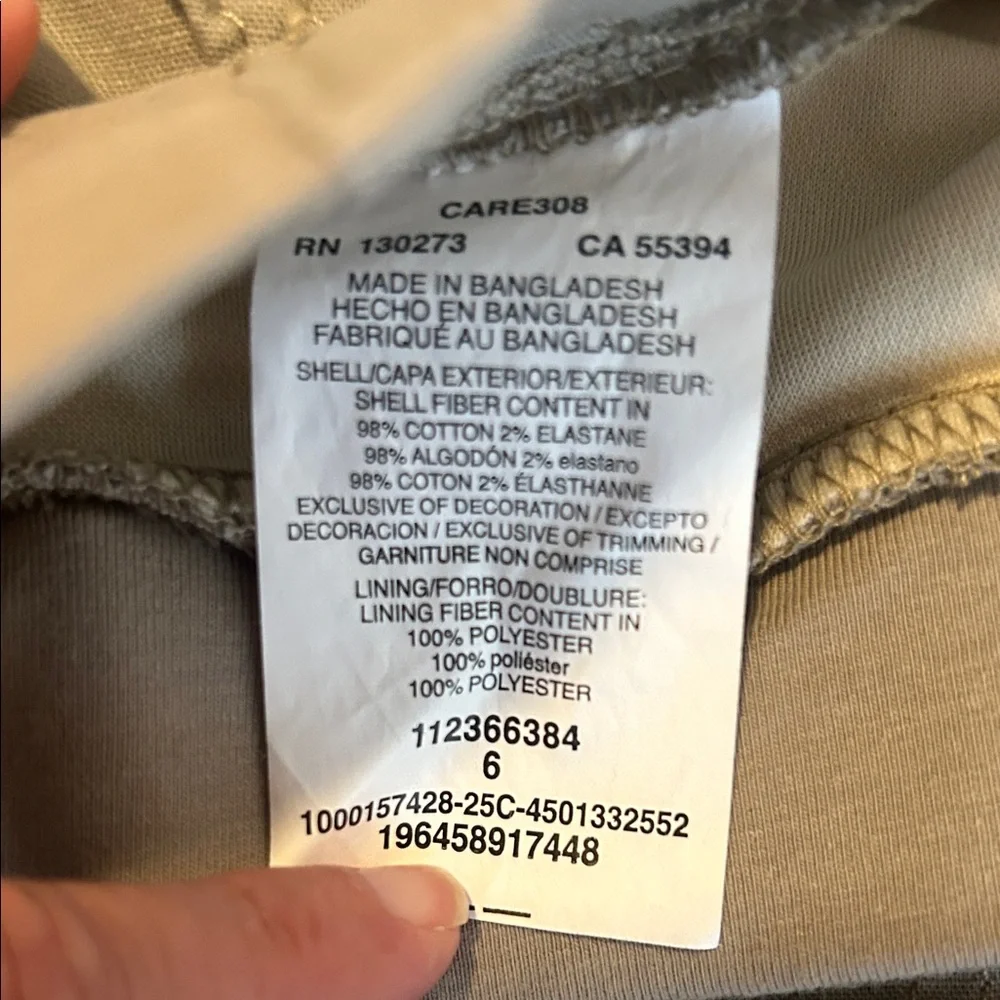 CARE308
RN 130273 CA 55394
MADE IN BANGLADESH
HECHO EN BANGLADESH
FABRIQUÉ AU BANGLADESH
SHELL/CAPA EXTERIOR/EXTERIEUR:
SHELL FIBER CONTENT IN
98% COTTON 2% ELASTANE
98% ALGODÓN 2% elastano
98% COTON 2% ÉLASTHANNE
EXCLUSIVE OF DECORATION / EXCEPTO
DECORACION / EXCLUSIVE OF TRIMMING /
GARNITURE NON COMPRISE
LINING/FORRO/DOUBLURE:
LINING FIBER CONTENT IN
100% POLYESTER
100% poliéster
100% POLYESTER
112366384
6
1000157428-25C-4501332552
196458917448